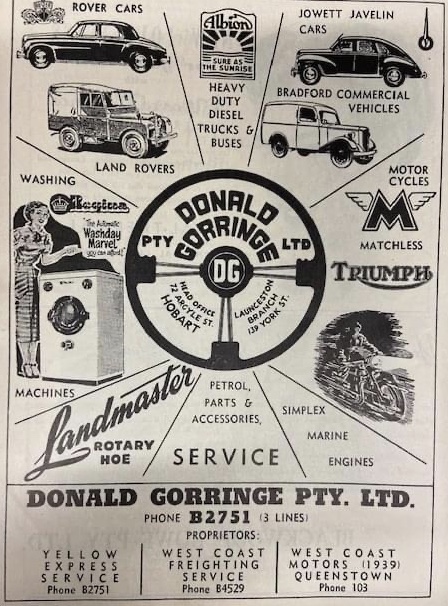 ROVER CARS
LAND ROVERS
Albion
SURE AS
THE SUNRISE
HEAVY
DUTY
DIESEL
TRUCKS &
BUSES
JOWETT JAVELIN
CARS
BRADFORD COMMERCIAL
VEHICLES
WASHING
"The Automatic
Washday
Marvel"
you can afford!
MACHINES
DONALD
GORRINGE
PTY
LTD
DG
HEAD OFFICE
72 ARGYLE ST.
HOBART
LAUNCESTON
BRANCH
139 YORK ST.
MOTOR
CYCLES
M
MATCHLESS
TRIUMPH
Landmaster
ROTARY
HOE
PETROL,
PARTS &
ACCESSORIES,
SERVICE
SIMPLEX
MARINE
ENGINES
DONALD GORRINGE PTY. LTD.
PHONE B2751 (3 LINES)
PROPRIETORS:
YELLOW
EXPRESS
SERVICE
Phone B2751
WEST COAST
FREIGHTING
SERVICE
Phone B4529
WEST COAST
MOTORS (1939)
QUEENSTOWN
Phone 103